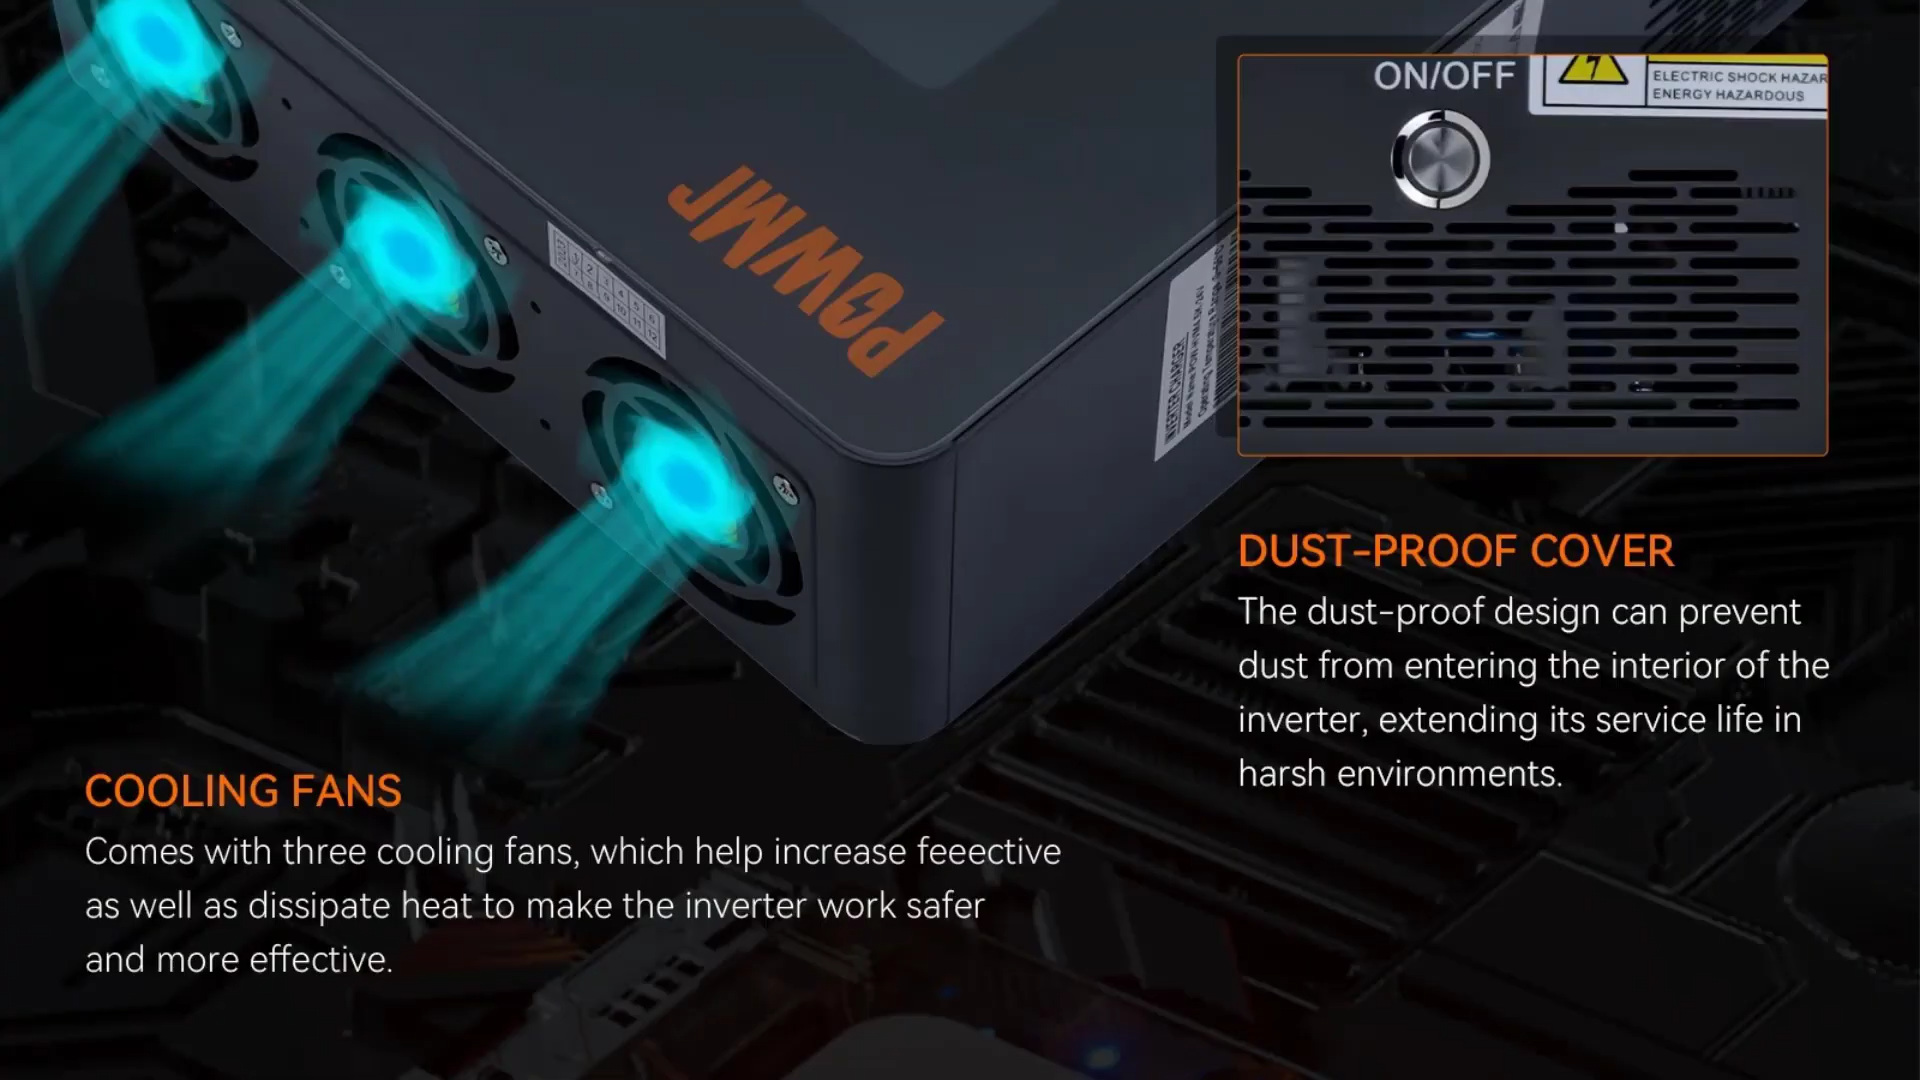 ON/OFF
ELECTRIC SHOCK HAZAR
ENERGY HAZARDOUS
POWMr
INVERTER CHARGER
DUST-PROOF COVER
The dust-proof design can prevent
dust from entering the interior of the
inverter, extending its service life in
harsh environments.
COOLING FANS
Comes with three cooling fans, which help increase feeective
as well as dissipate heat to make the inverter work safer
and more effective.